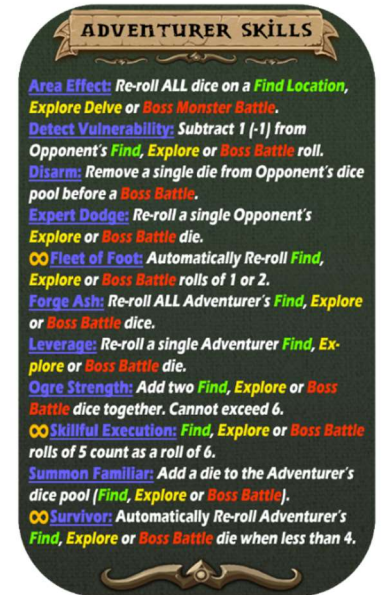 ADVENTURER SKILLS
Area Effect: Re-roll ALL dice on a Find Location,
Explore Delve or Boss Monster Battle.
Detect Vulnerability: Subtract 1 (-1) from
Opponent's Find, Explore or Boss Battle roll.
Disarm: Remove a single die from Opponent's dice
pool before a Boss Battle.
Expert Dodge: Re-roll a single Opponent's
Explore or Boss Battle die.
∞Fleet of Foot: Automatically Re-roll Find,
Explore or Boss Battle rolls of 1 or 2.
Forge Ash: Re-roll ALL Adventurer's Find, Explore
or Boss Battle dice.
Leverage: Re-roll a single Adventurer Find, Ex-
plore or Boss Battle die.
Ogre Strength: Add two Find, Explore or Boss
Battle dice together. Cannot exceed 6.
∞Skillful Execution: Find, Explore or Boss Battle
rolls of 5 count as a roll of 6.
Summon Familiar: Add a die to the Adventurer's
dice pool (Find, Explore or Boss Battle).
∞Survivor: Automatically Re-roll Adventurer's
Find, Explore or Boss Battle die when less than 4.